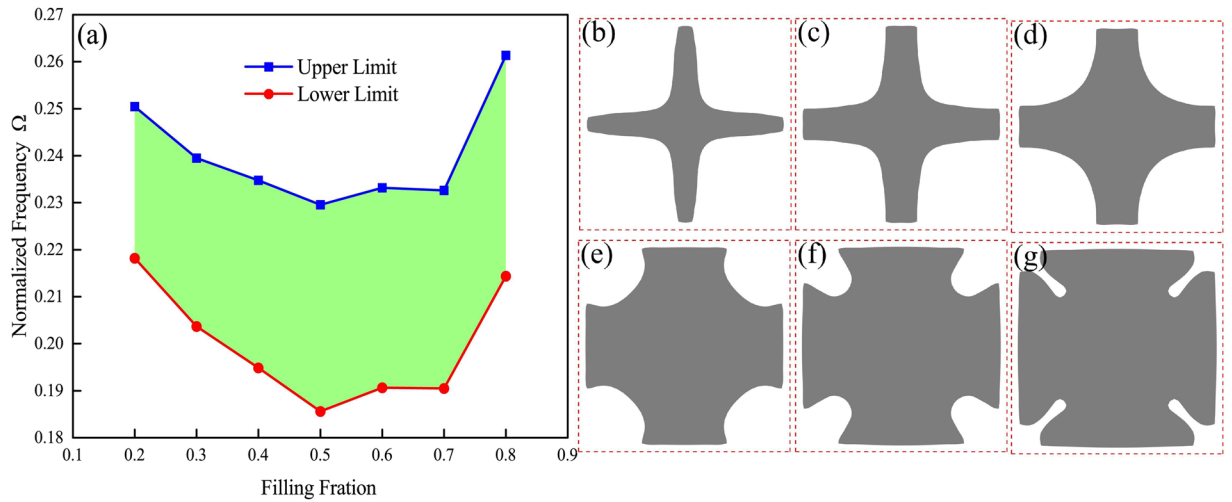 (a)
Upper Limit
Lower Limit
Normalized Frequency Ω
0.27
0.26
0.25
0.24
0.23
0.22
0.21
0.20
0.19
0.18
0.1 0.2 0.3 0.4 0.5 0.6 0.7 0.8 0.9
Filling Fration
(b) (c) (d)
(e) (f) (g)